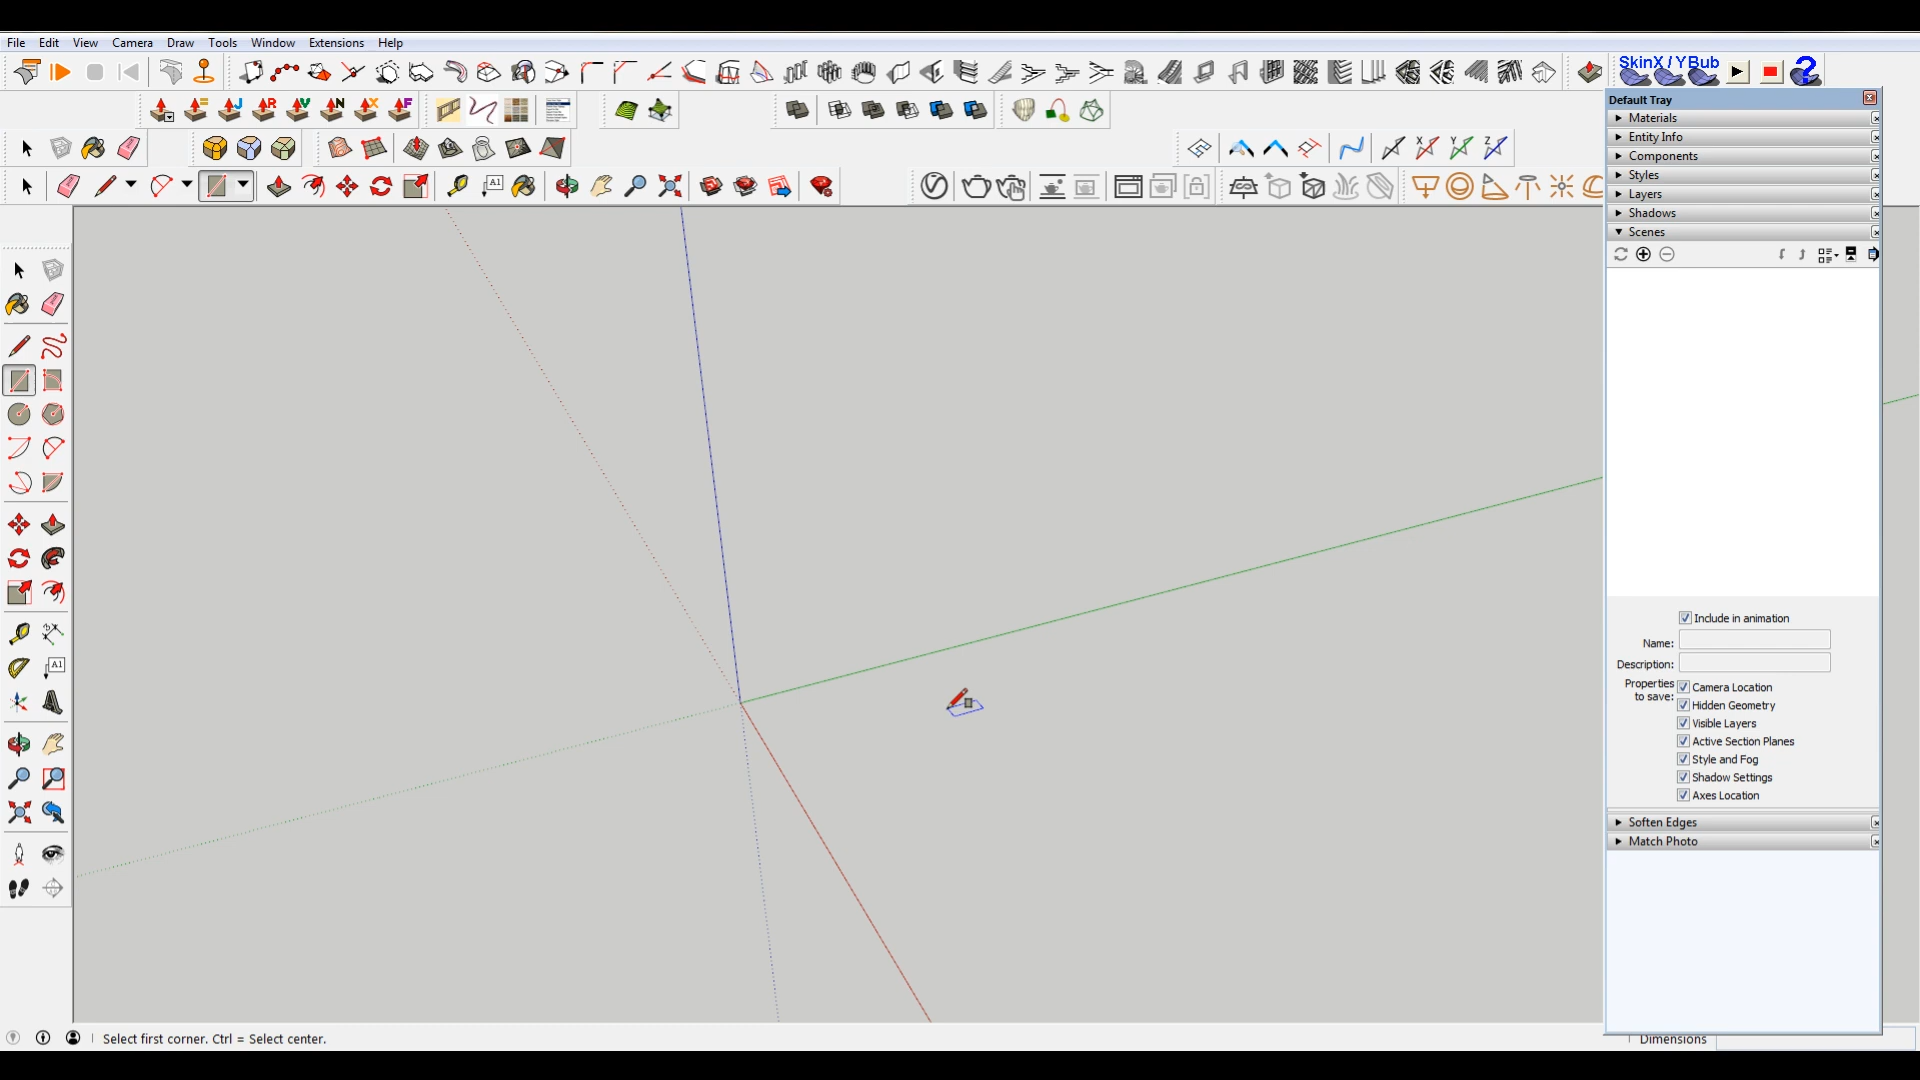 File Edit View Camera Draw Tools Window Extensions Help
SkinX / YBub
Default Tray
Materials
Entity Info
Components
Styles
Layers
Shadows
Scenes
Include in animation
Name:
Description:
Properties to save:
Camera Location
Hidden Geometry
Visible Layers
Active Section Planes
Style and Fog
Shadow Settings
Axes Location
Soften Edges
Match Photo
Select first corner. Ctrl = Select center.
Dimensions